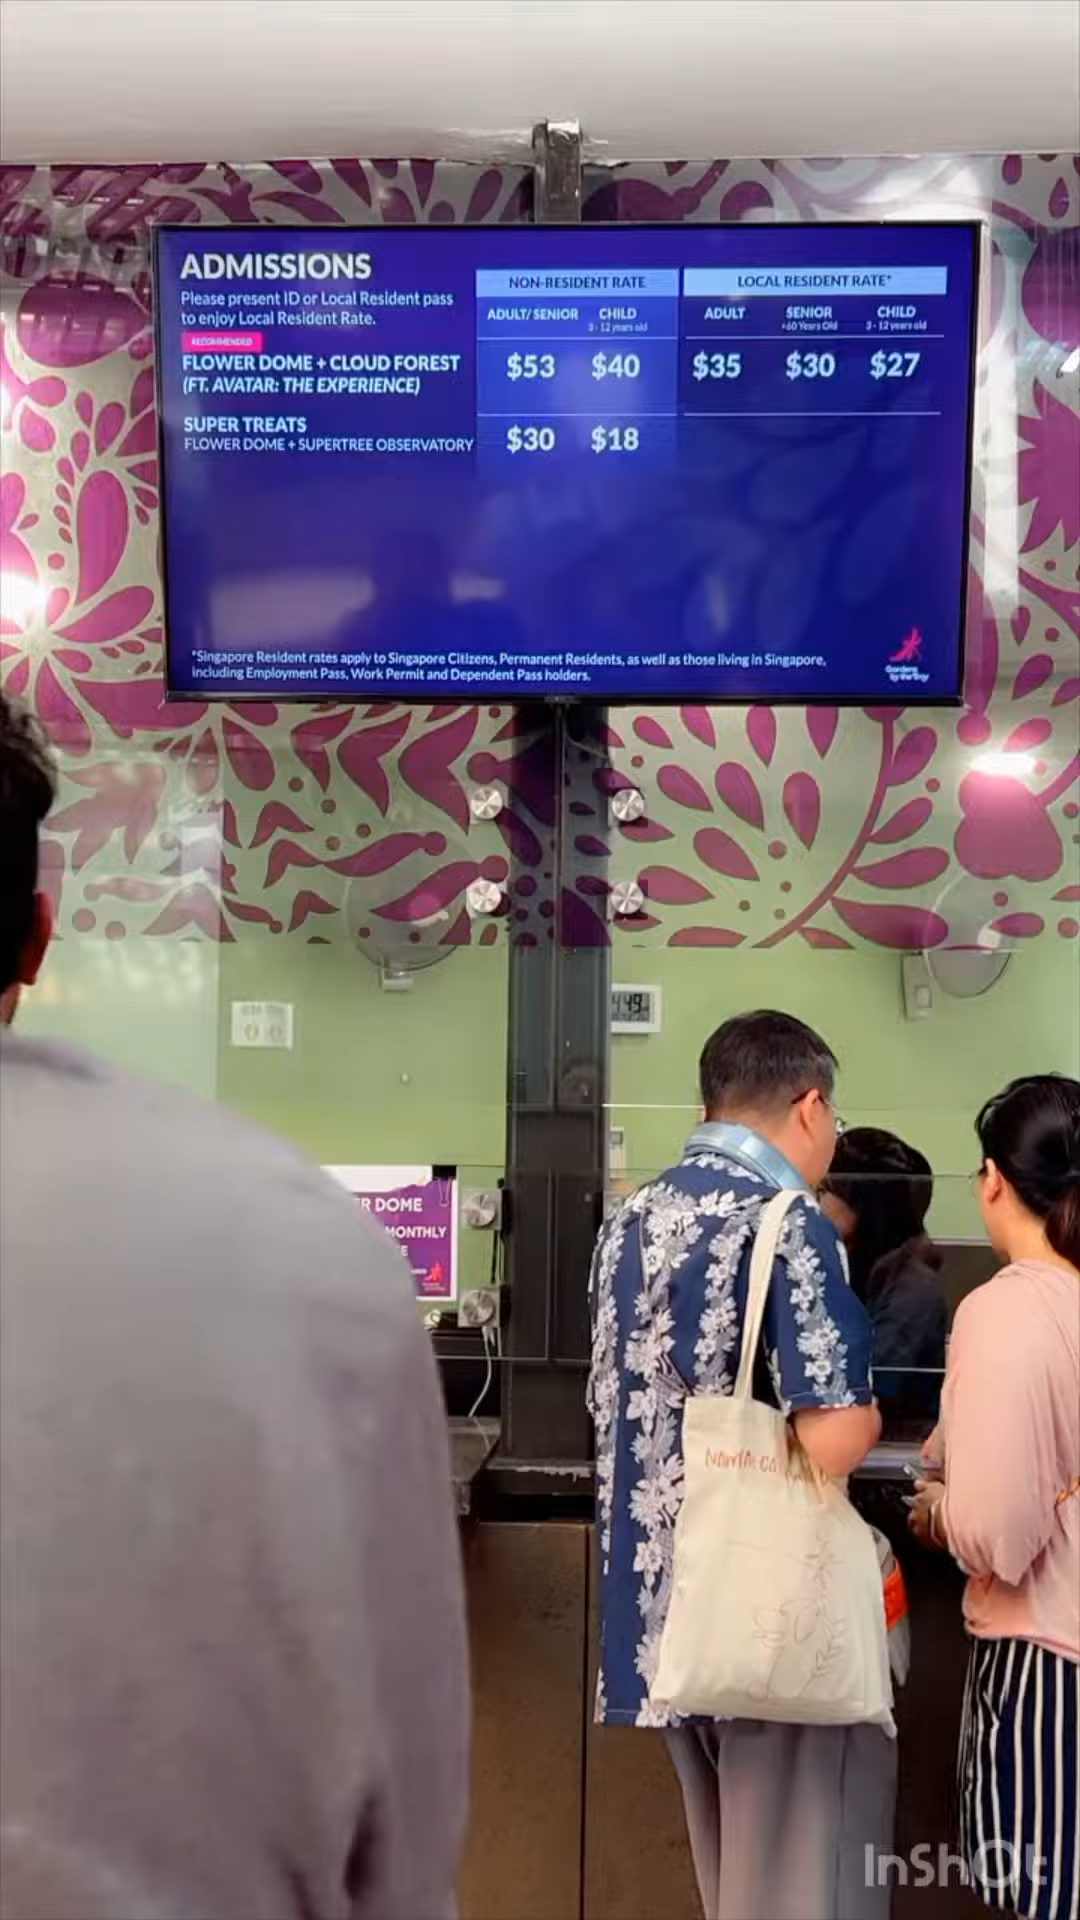 ADMISSIONS
Please present ID or Local Resident pass
to enjoy Local Resident Rate.
NON-RESIDENT RATE
LOCAL RESIDENT RATE*
ADULT/ SENIOR
CHILD
3 - 12 years old
ADULT
SENIOR
>60 Years Old
CHILD
3 - 12 years old
RECOMMENDED
FLOWER DOME + CLOUD FOREST
(FT. AVATAR: THE EXPERIENCE)
$53 $40 $35 $30 $27
SUPER TREATS
FLOWER DOME + SUPERTREE OBSERVATORY
$30 $18
*Singapore Resident rates apply to Singapore Citizens, Permanent Residents, as well as those living in Singapore,
including Employment Pass, Work Permit and Dependent Pass holders.
Gardens
by the Bay
4:49
ER DOME
MONTHLY
InShOt